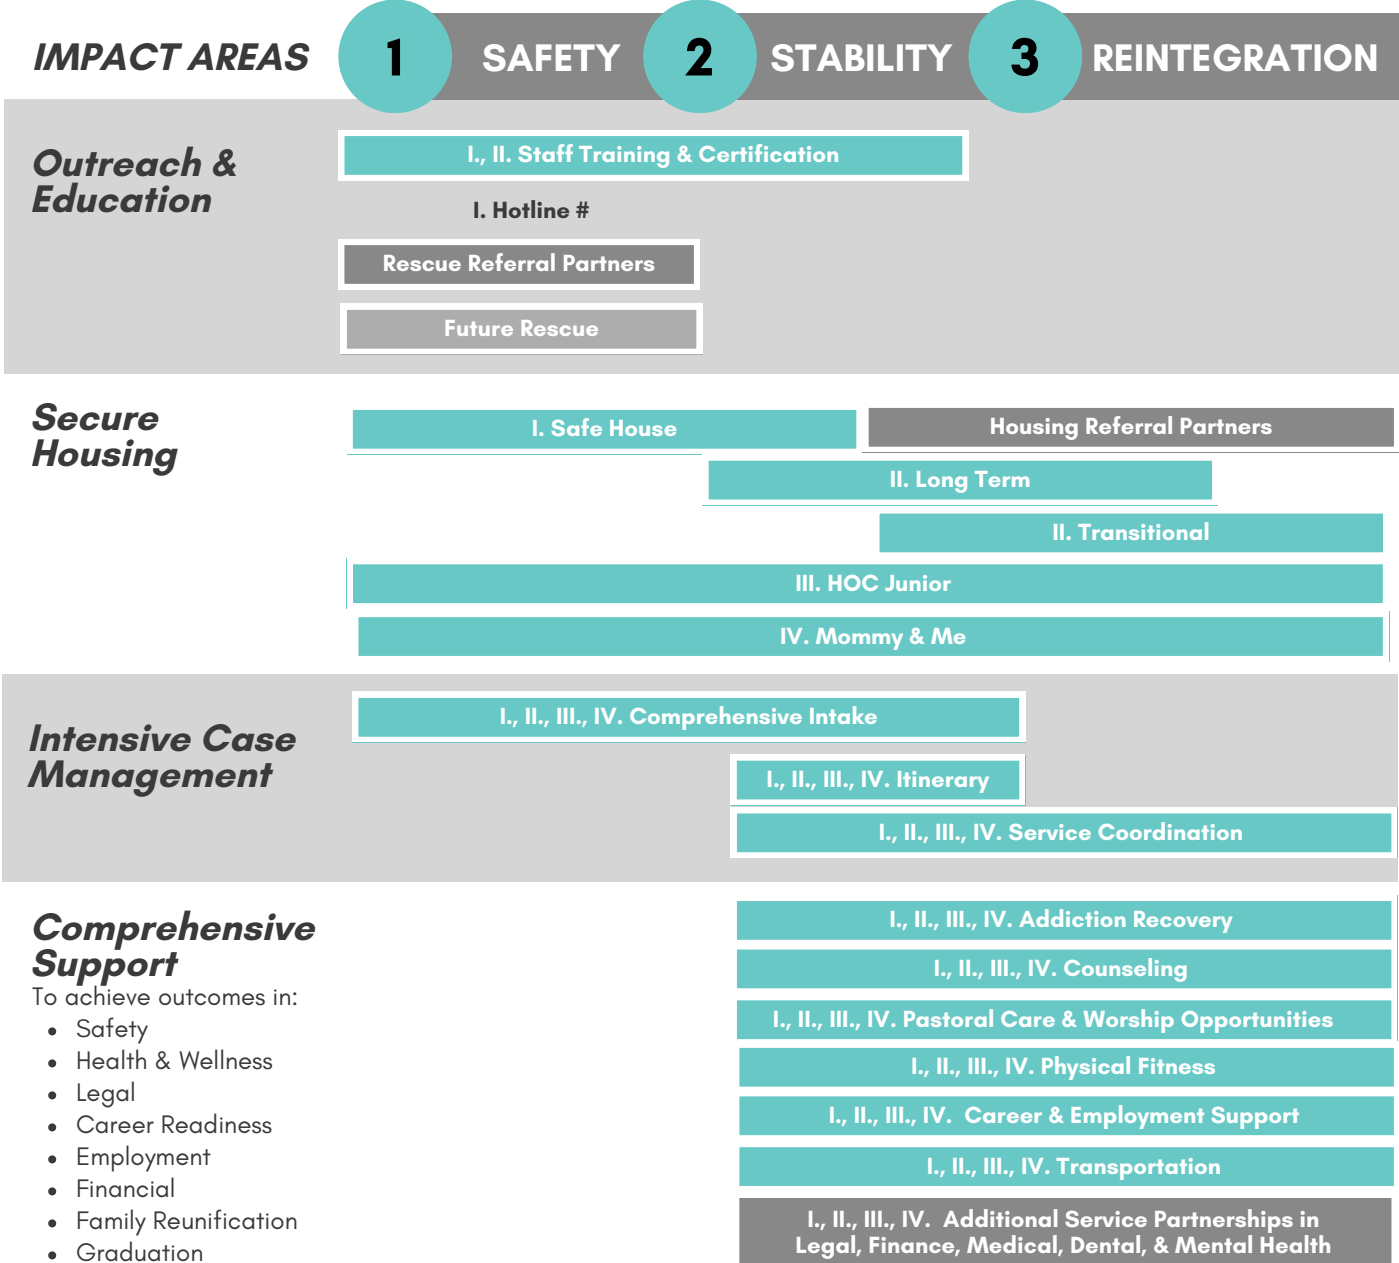 IMPACT AREAS
1
SAFETY
2
STABILITY
3
REINTEGRATION
Outreach &
Education
I., II. Staff Training & Certification
I. Hotline #
Rescue Referral Partners
Future Rescue
Secure
Housing
I. Safe House
Housing Referral Partners
II. Long Term
II. Transitional
III. HOC Junior
IV. Mommy & Me
Intensive Case
Management
I., II., III., IV. Comprehensive Intake
I., II., III., IV. Itinerary
I., II., III., IV. Service Coordination
Comprehensive
Support
To achieve outcomes in:
• Safety
• Health & Wellness
• Legal
• Career Readiness
• Employment
• Financial
• Family Reunification
• Graduation
I., II., III., IV. Addiction Recovery
I., II., III., IV. Counseling
I., II., III., IV. Pastoral Care & Worship Opportunities
I., II., III., IV. Physical Fitness
I., II., III., IV. Career & Employment Support
I., II., III., IV. Transportation
I., II., III., IV. Additional Service Partnerships in
Legal, Finance, Medical, Dental, & Mental Health